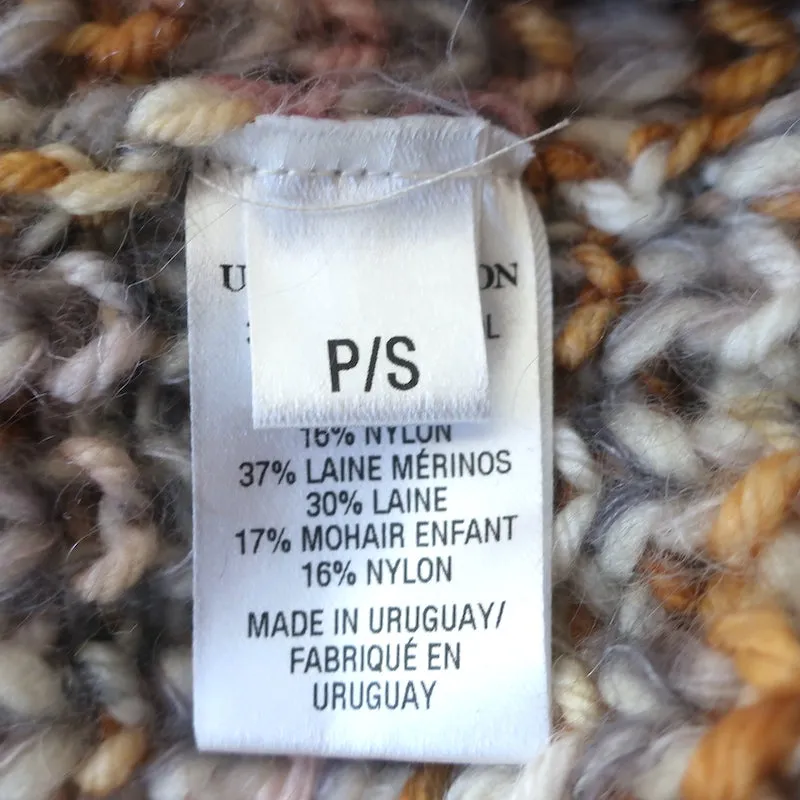 P/S
16% NYLON
37% LAINE MÉRINOS
30% LAINE
17% MOHAIR ENFANT
16% NYLON
MADE IN URUGUAY/
FABRIQUÉ EN
URUGUAY